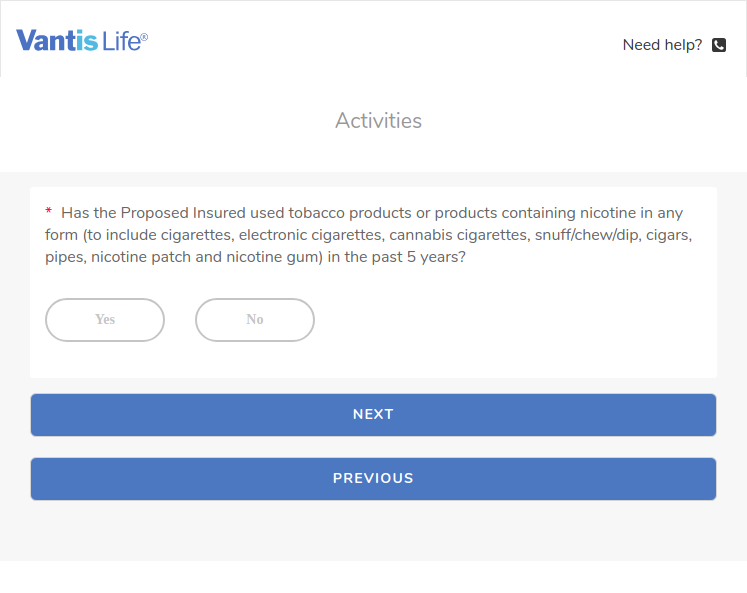 Vantis Life®
Need help?
Activities
* Has the Proposed Insured used tobacco products or products containing nicotine in any
form (to include cigarettes, electronic cigarettes, cannabis cigarettes, snuff/chew/dip, cigars,
pipes, nicotine patch and nicotine gum) in the past 5 years?
Yes No
NEXT
PREVIOUS